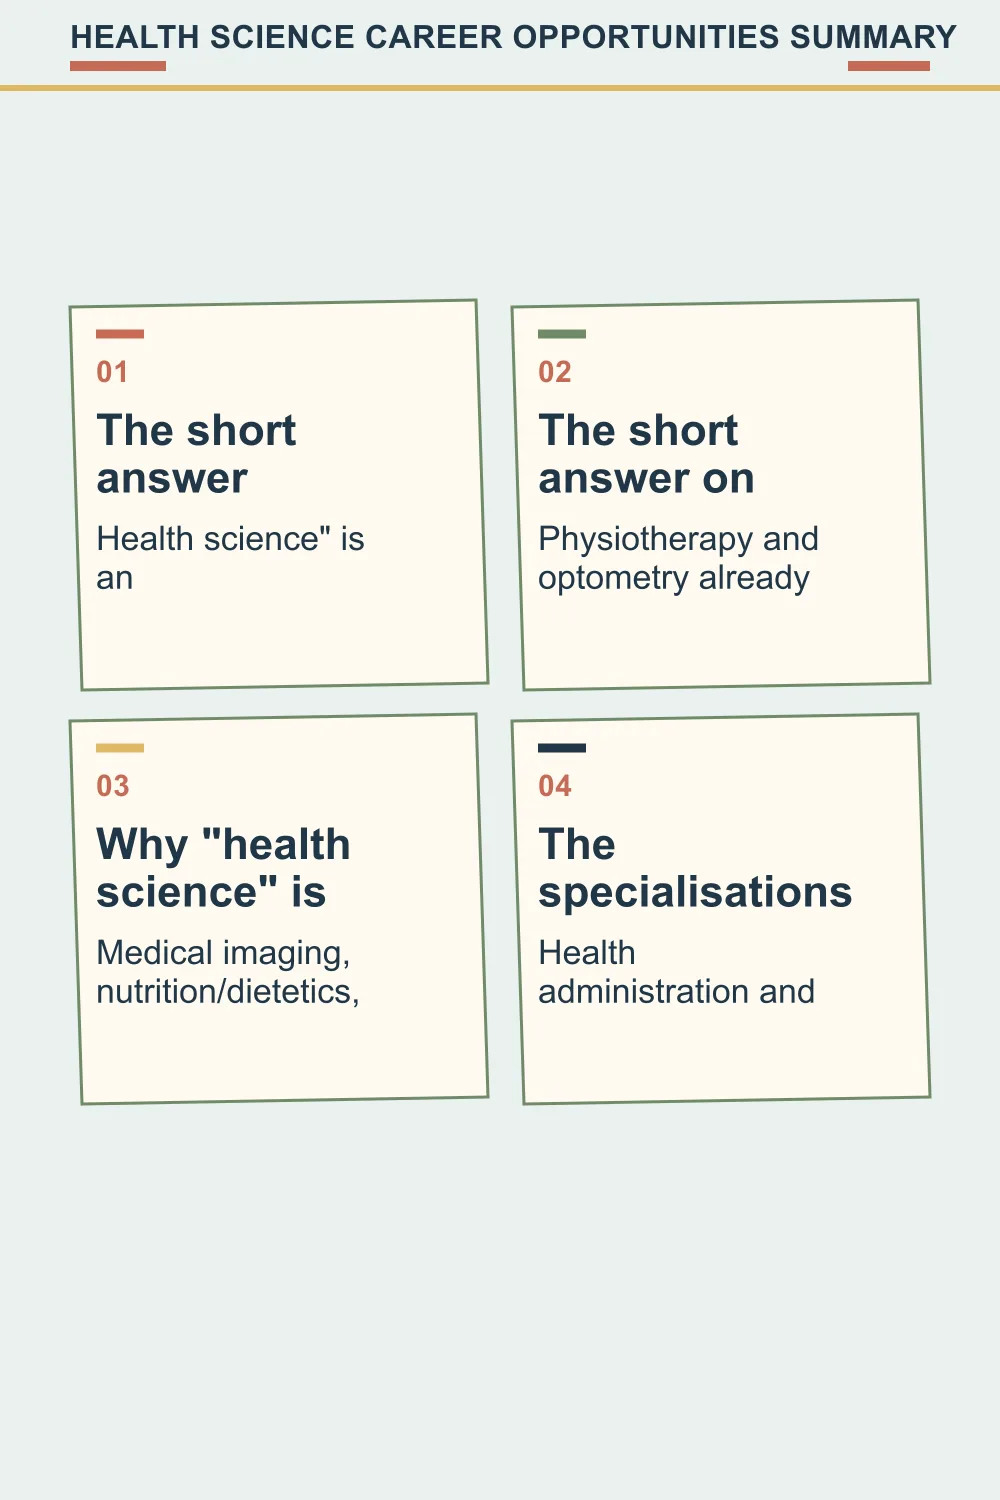 HEALTH SCIENCE CAREER OPPORTUNITIES SUMMARY
01
The short
answer
Health science" is
an
02
The short
answer on
Physiotherapy and
optometry already
03
Why "health
science" is
Medical imaging,
nutrition/dietetics,
04
The
specialisations
Health
administration and